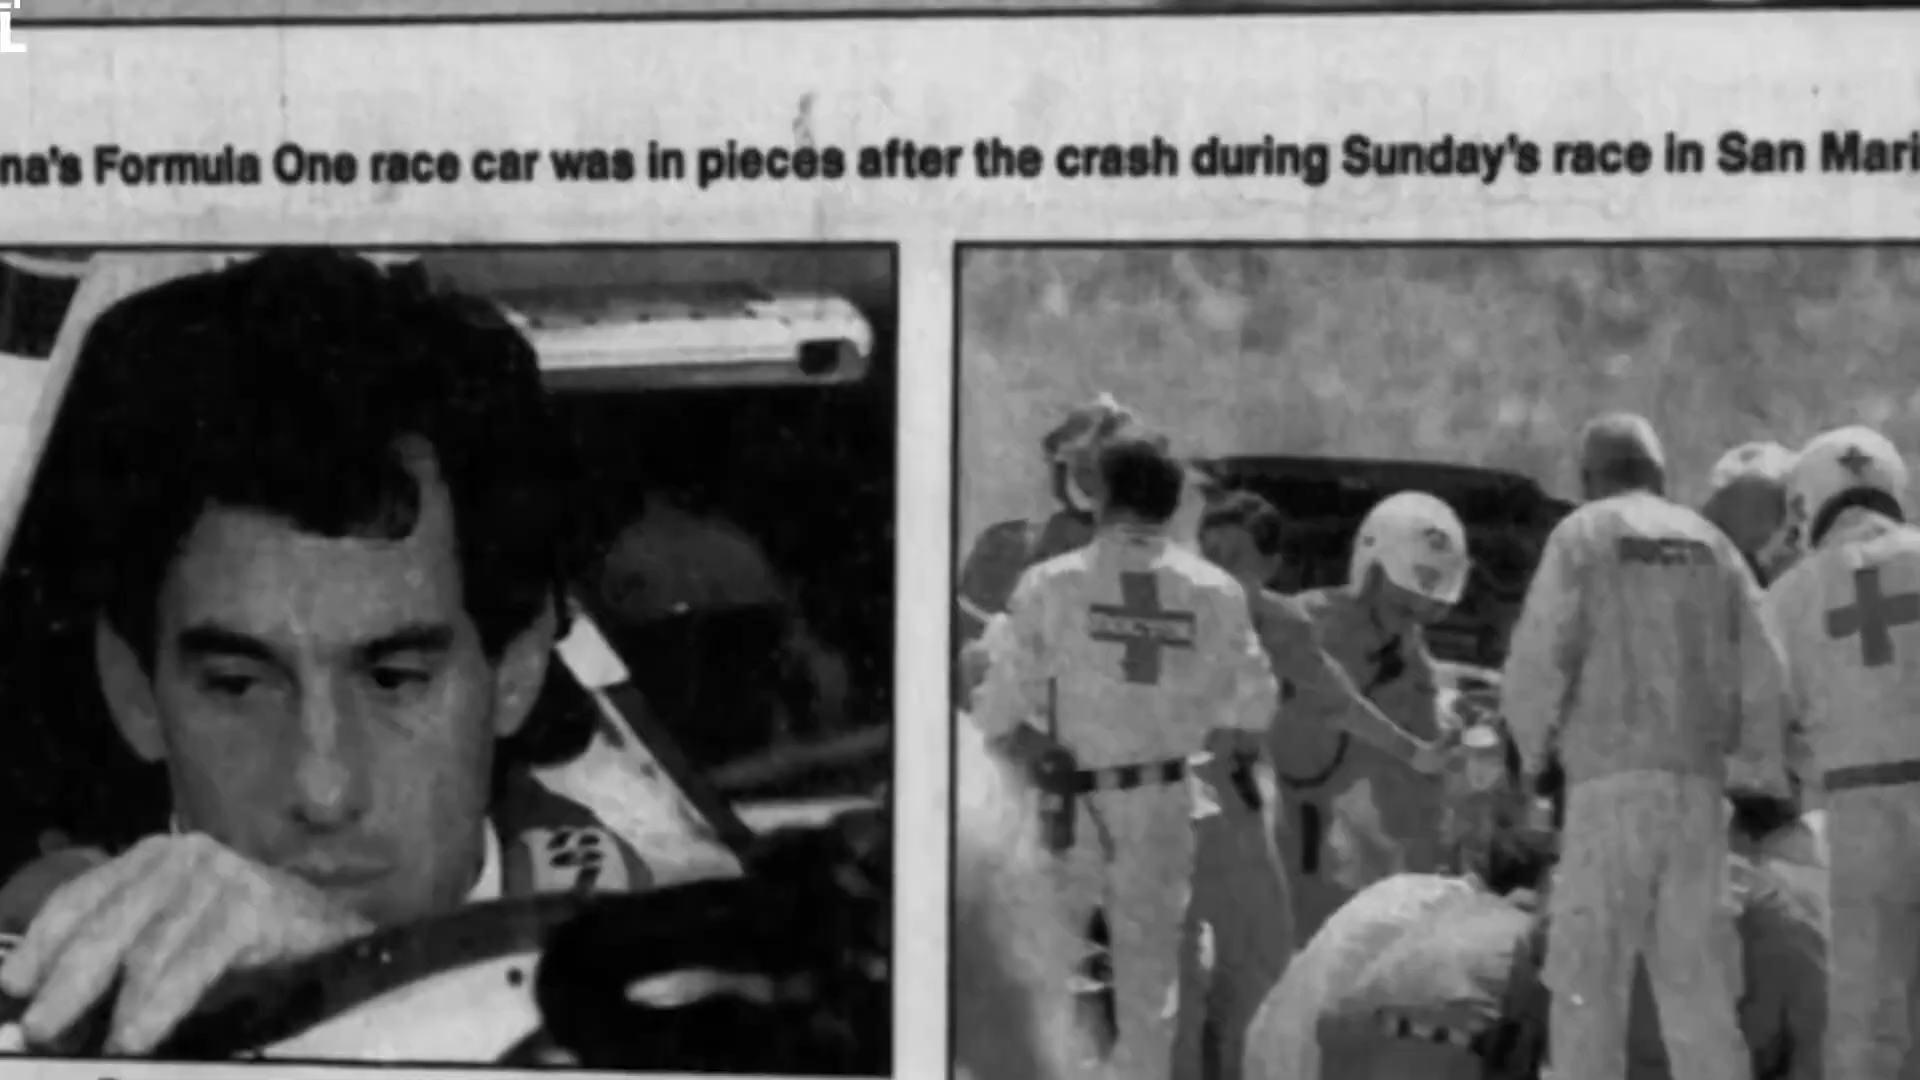 L
na's Formula One race car was in pieces after the crash during Sunday's race in San Mari